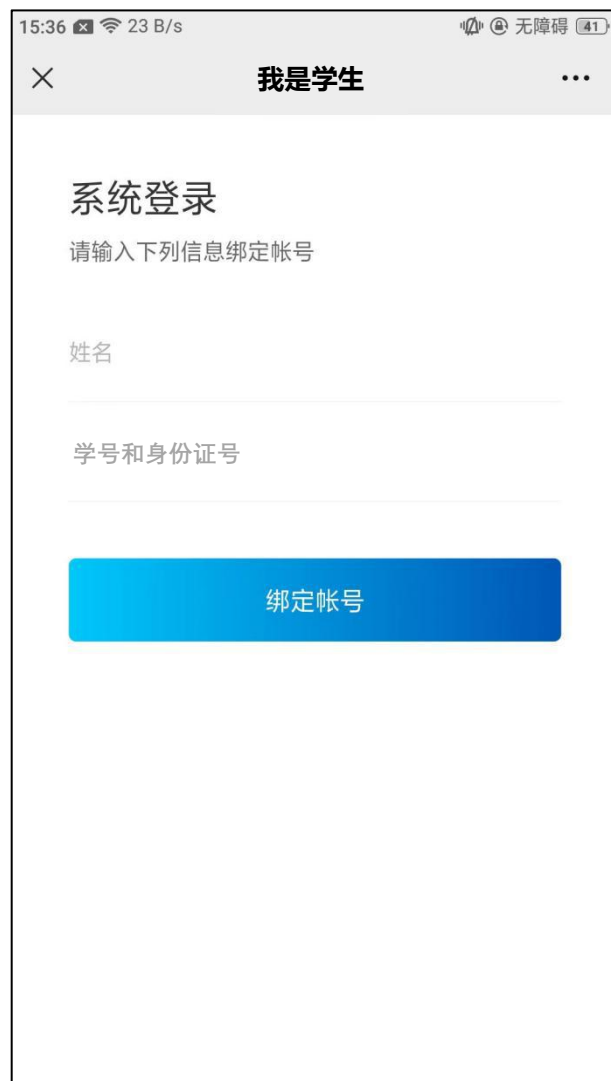 15:36 23 B/s 无障碍 41
我是学生
系统登录
请输入下列信息绑定帐号
姓名
学号和身份证号
绑定帐号